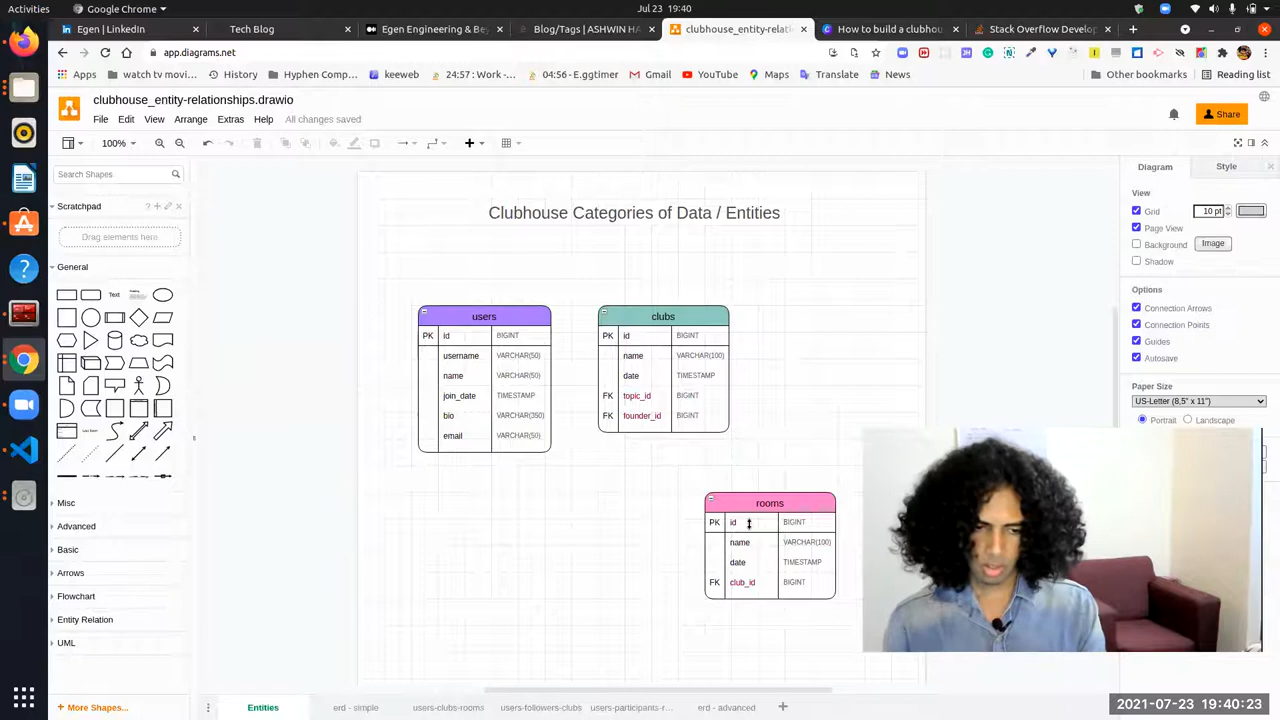 Activities
Google Chrome
Jul 23 19:40
Egen | LinkedIn
Tech Blog
Egen Engineering & Be
Blog/Tags | ASHWIN HA
clubhouse_entity-relati
How to build a clubhou
Stack Overflow Develop
app.diagrams.net
Apps
watch tv movi...
History
Hyphen Comp...
keeweb
24:57 : Work -...
04:56 - E.ggtimer
Gmail
YouTube
Maps
Translate
News
Other bookmarks
Reading list
clubhouse_entity-relationships.drawio
File
Edit
View
Arrange
Extras
Help
All changes saved
Share
100%
Search Shapes
Scratchpad
Drag elements here
General
Text
Misc
Advanced
Basic
Arrows
Flowchart
Entity Relation
UML
More Shapes...
Clubhouse Categories of Data / Entities
users
PK id BIGINT
username VARCHAR(50)
name VARCHAR(50)
join_date TIMESTAMP
bio VARCHAR(350)
email VARCHAR(50)
clubs
PK id BIGINT
name VARCHAR(100)
date TIMESTAMP
FK topic_id BIGINT
FK founder_id BIGINT
rooms
PK id BIGINT
name VARCHAR(100)
date TIMESTAMP
FK club_id BIGINT
Diagram
Style
View
Grid
10 pt
Page View
Background
Image
Shadow
Options
Connection Arrows
Connection Points
Guides
Autosave
Paper Size
US-Letter (8,5" x 11")
Portrait
Landscape
Entities
erd - simple
users-clubs-rooms
users-followers-clubs
users-participants-r...
erd - advanced
2021-07-23 19:40:23